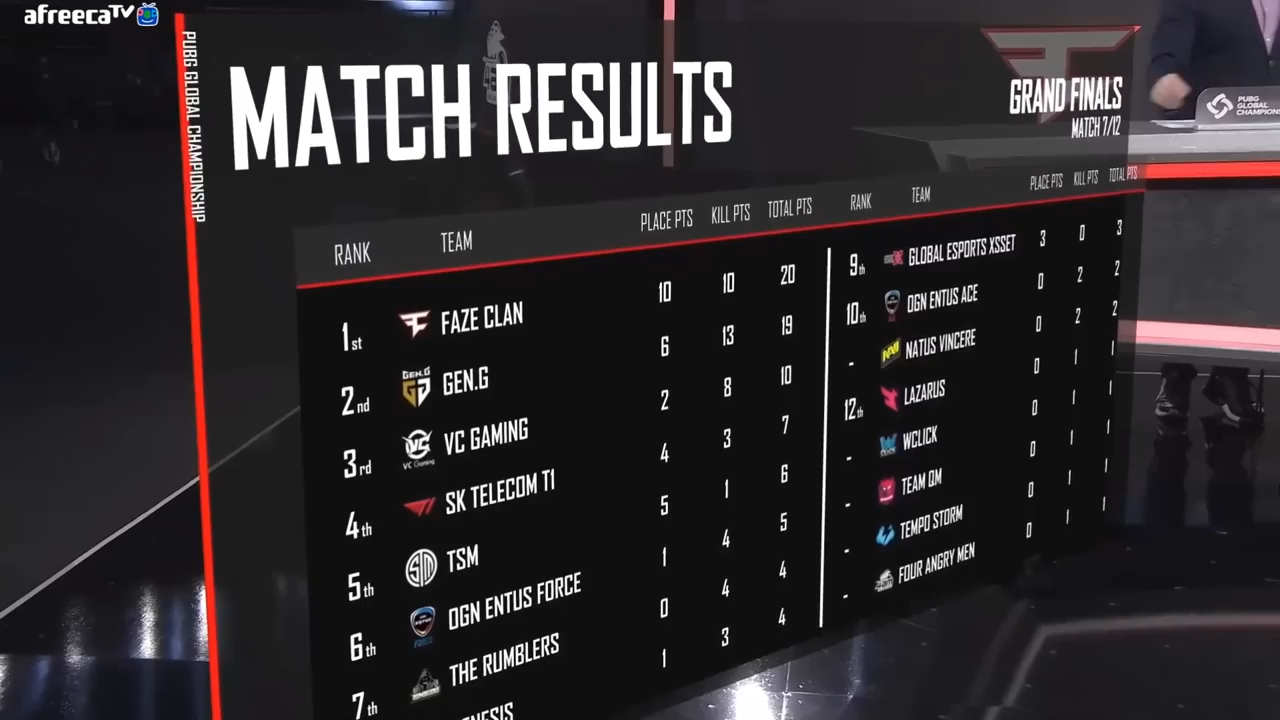 afreecaTV
PUBG GLOBAL CHAMPIONSHIP
MATCH RESULTS
GRAND FINALS
MATCH 7/12
PUBG
GLOBAL
RANK TEAM PLACE PTS KILL PTS TOTAL PTS
1st FAZE CLAN 10 10 20
2nd GEN.G 6 13 19
3rd VC GAMING 2 8 10
4th SK TELECOM T1 4 3 7
5th TSM 5 1 6
6th OGN ENTUS FORCE 1 4 5
7th THE RUMBLERS 0 4 4
1 3 4
RANK TEAM PLACE PTS KILL PTS TOTAL PTS
9th GLOBAL ESPORTS XSSET 3 0 3
10th OGN ENTUS ACE 0 2 2
- NATUS VINCERE 0 2 2
12th LAZARUS 0 1 1
- WCLICK 0 1 1
- TEAM QM 0 1 1
- TEMPO STORM 0 1 1
- FOUR ANGRY MEN 0 1 1